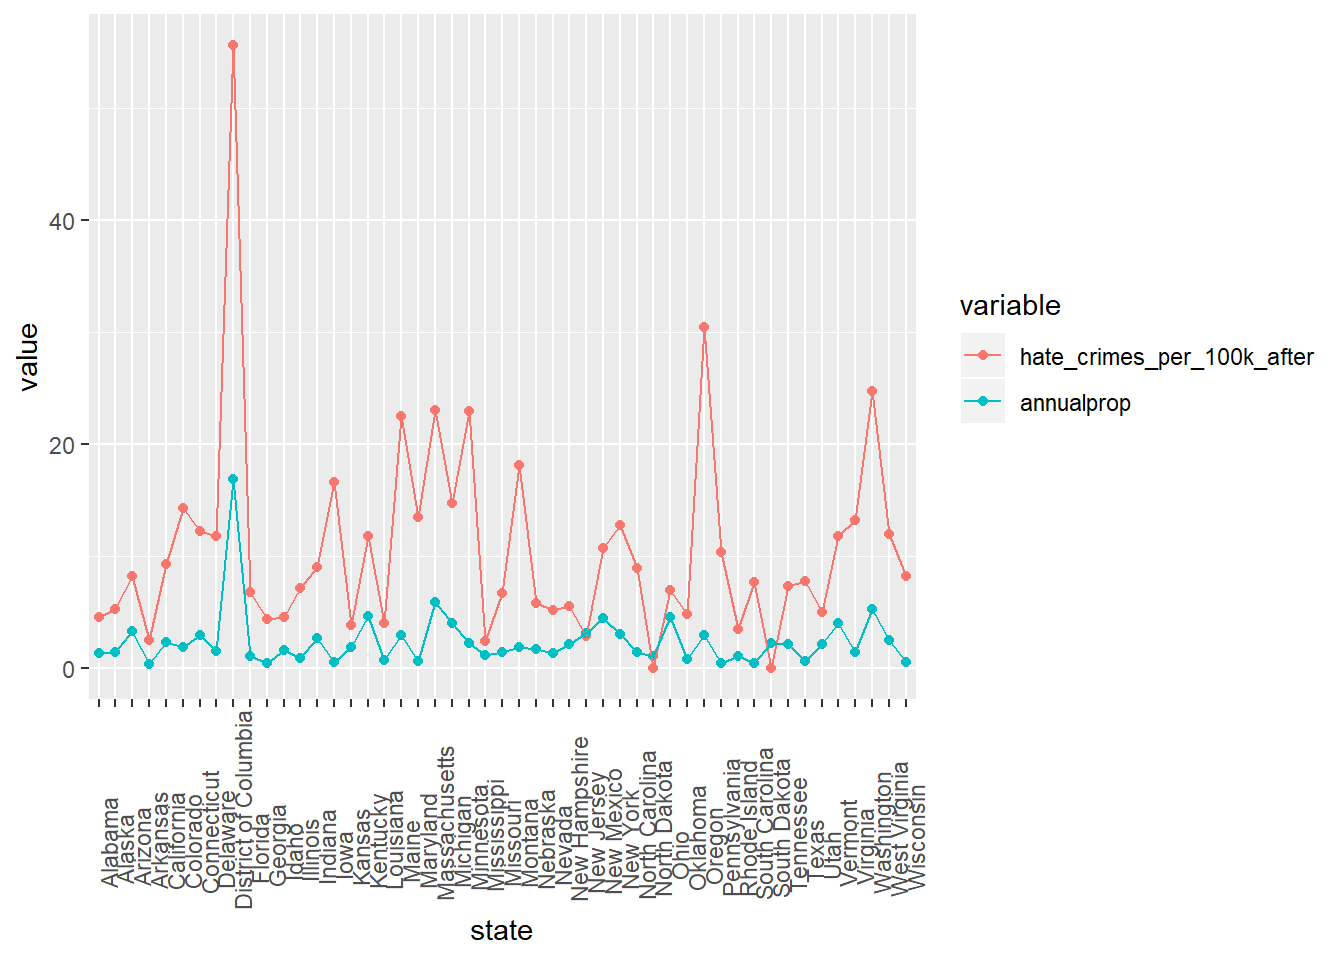 40
20
0
value
Alabama
Alaska
Arizona
Arkansas
California
Colorado
Connecticut
Delaware
District of Columbia
Florida
Georgia
Idaho
Illinois
Indiana
Iowa
Kansas
Kentucky
Louisiana
Maine
Maryland
Massachusetts
Michigan
Minnesota
Mississippi
Missouri
Montana
Nebraska
Nevada
New Hampshire
New Jersey
New Mexico
New York
North Carolina
North Dakota
Ohio
Oklahoma
Oregon
Pennsylvania
Rhode Island
South Carolina
South Dakota
Tennessee
Texas
Utah
Vermont
Virginia
Washington
West Virginia
Wisconsin
state
variable
hate_crimes_per_100k_after
annualprop